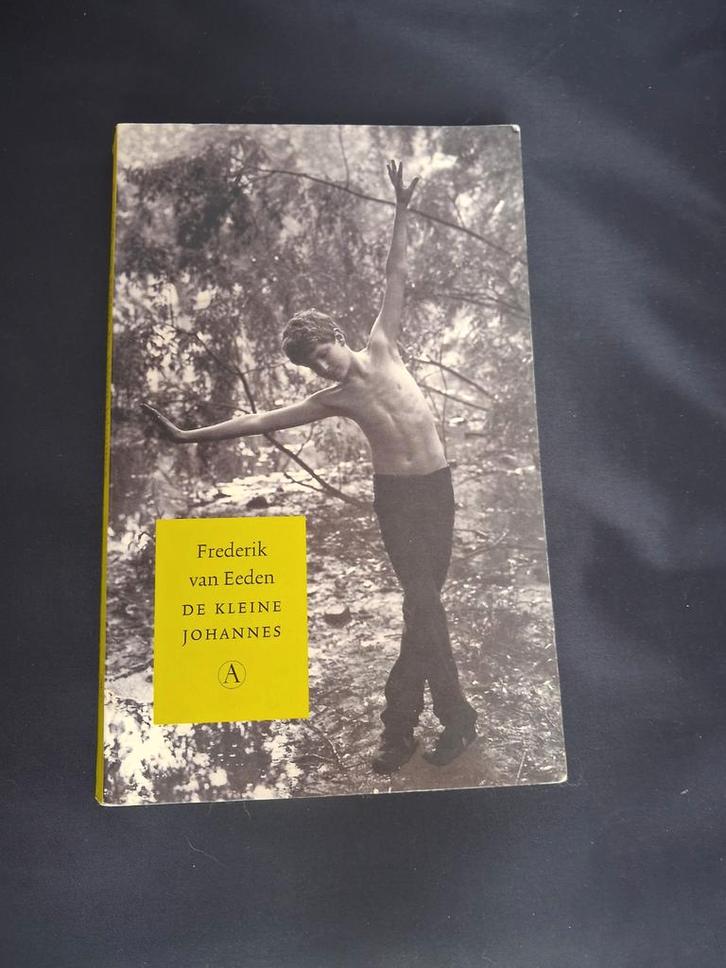 Frederik
van Eeden
DE KLEINE
JOHANNES
A